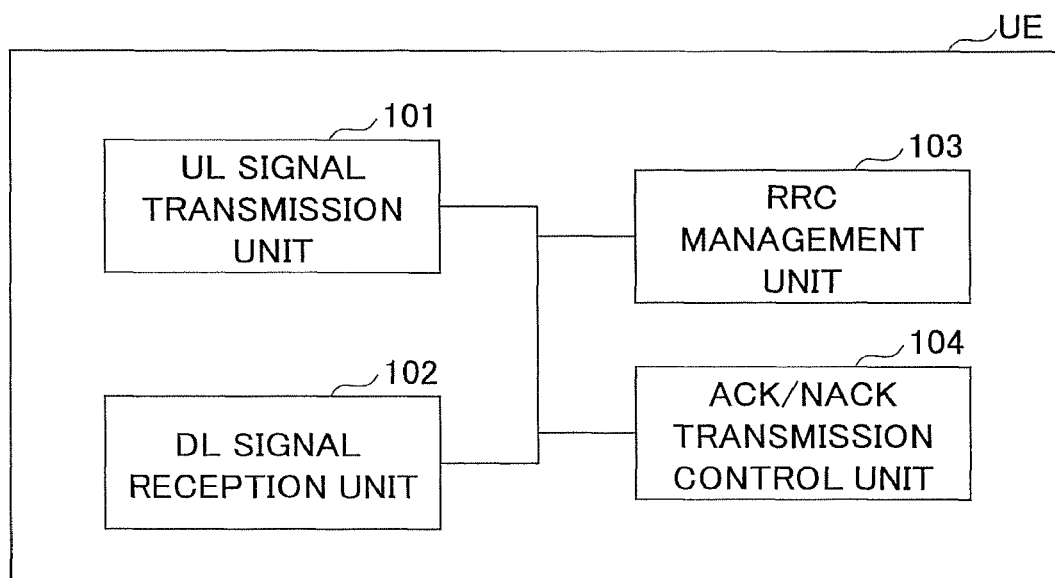 UE
101
UL SIGNAL
TRANSMISSION
UNIT
103
RRC
MANAGEMENT
UNIT
102
DL SIGNAL
RECEPTION UNIT
104
ACK/NACK
TRANSMISSION
CONTROL UNIT